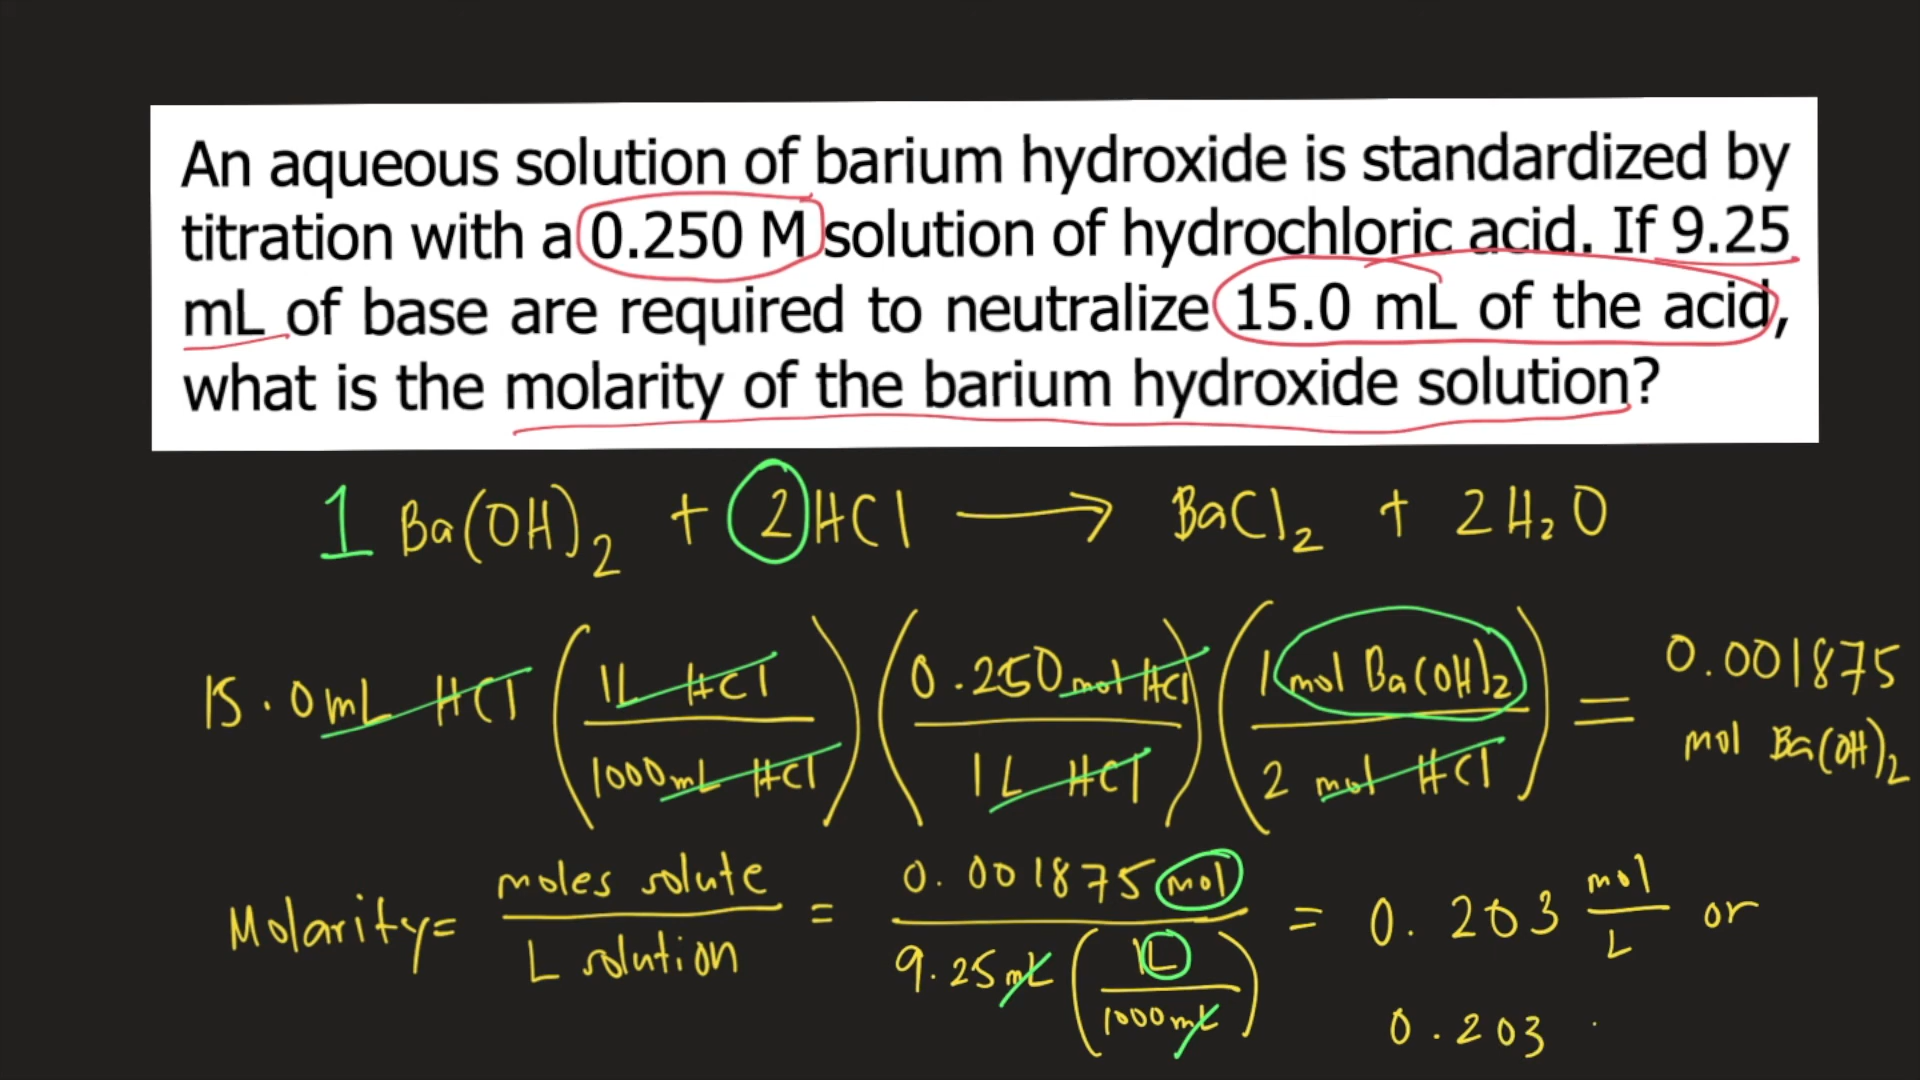 An aqueous solution of barium hydroxide is standardized by
titration with a 0.250 M solution of hydrochloric acid. If 9.25
mL of base are required to neutralize 15.0 mL of the acid,
what is the molarity of the barium hydroxide solution?
1 Ba(OH)₂ + 2HCl ⟶ BaCl₂ + 2H₂O
15.0 mL HCl (1L HCl / 1000 mL HCl) (0.250 mol HCl / 1 L HCl) (1 mol Ba(OH)₂ / 2 mol HCl) = 0.001875
mol Ba(OH)₂
Molarity = moles solute / L solution = 0.001875 mol / 9.25 mL (1L / 1000 mL) = 0.203 mol / L or
0.203